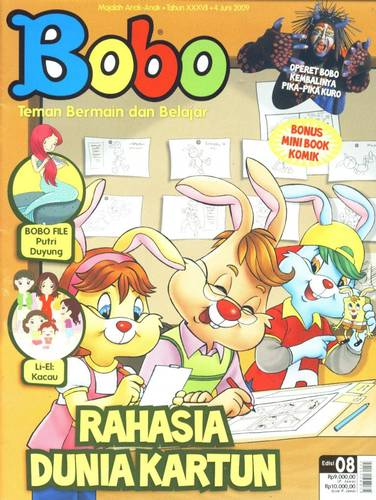 Majalah Anak-Anak • Tahun XXXVII • 4 Juni 2009
Bobo
Teman Bermain dan Belajar
OPERET BOBO
KEMBALINYA
PIKA-PIKA KURO
BONUS
MINI BOOK
KOMIK
BOBO FILE
Putri
Duyung
Li-El:
Kacau
RAHASIA
DUNIA KARTUN
Edisi 08
Rp9.000,00
Rp10.000,00